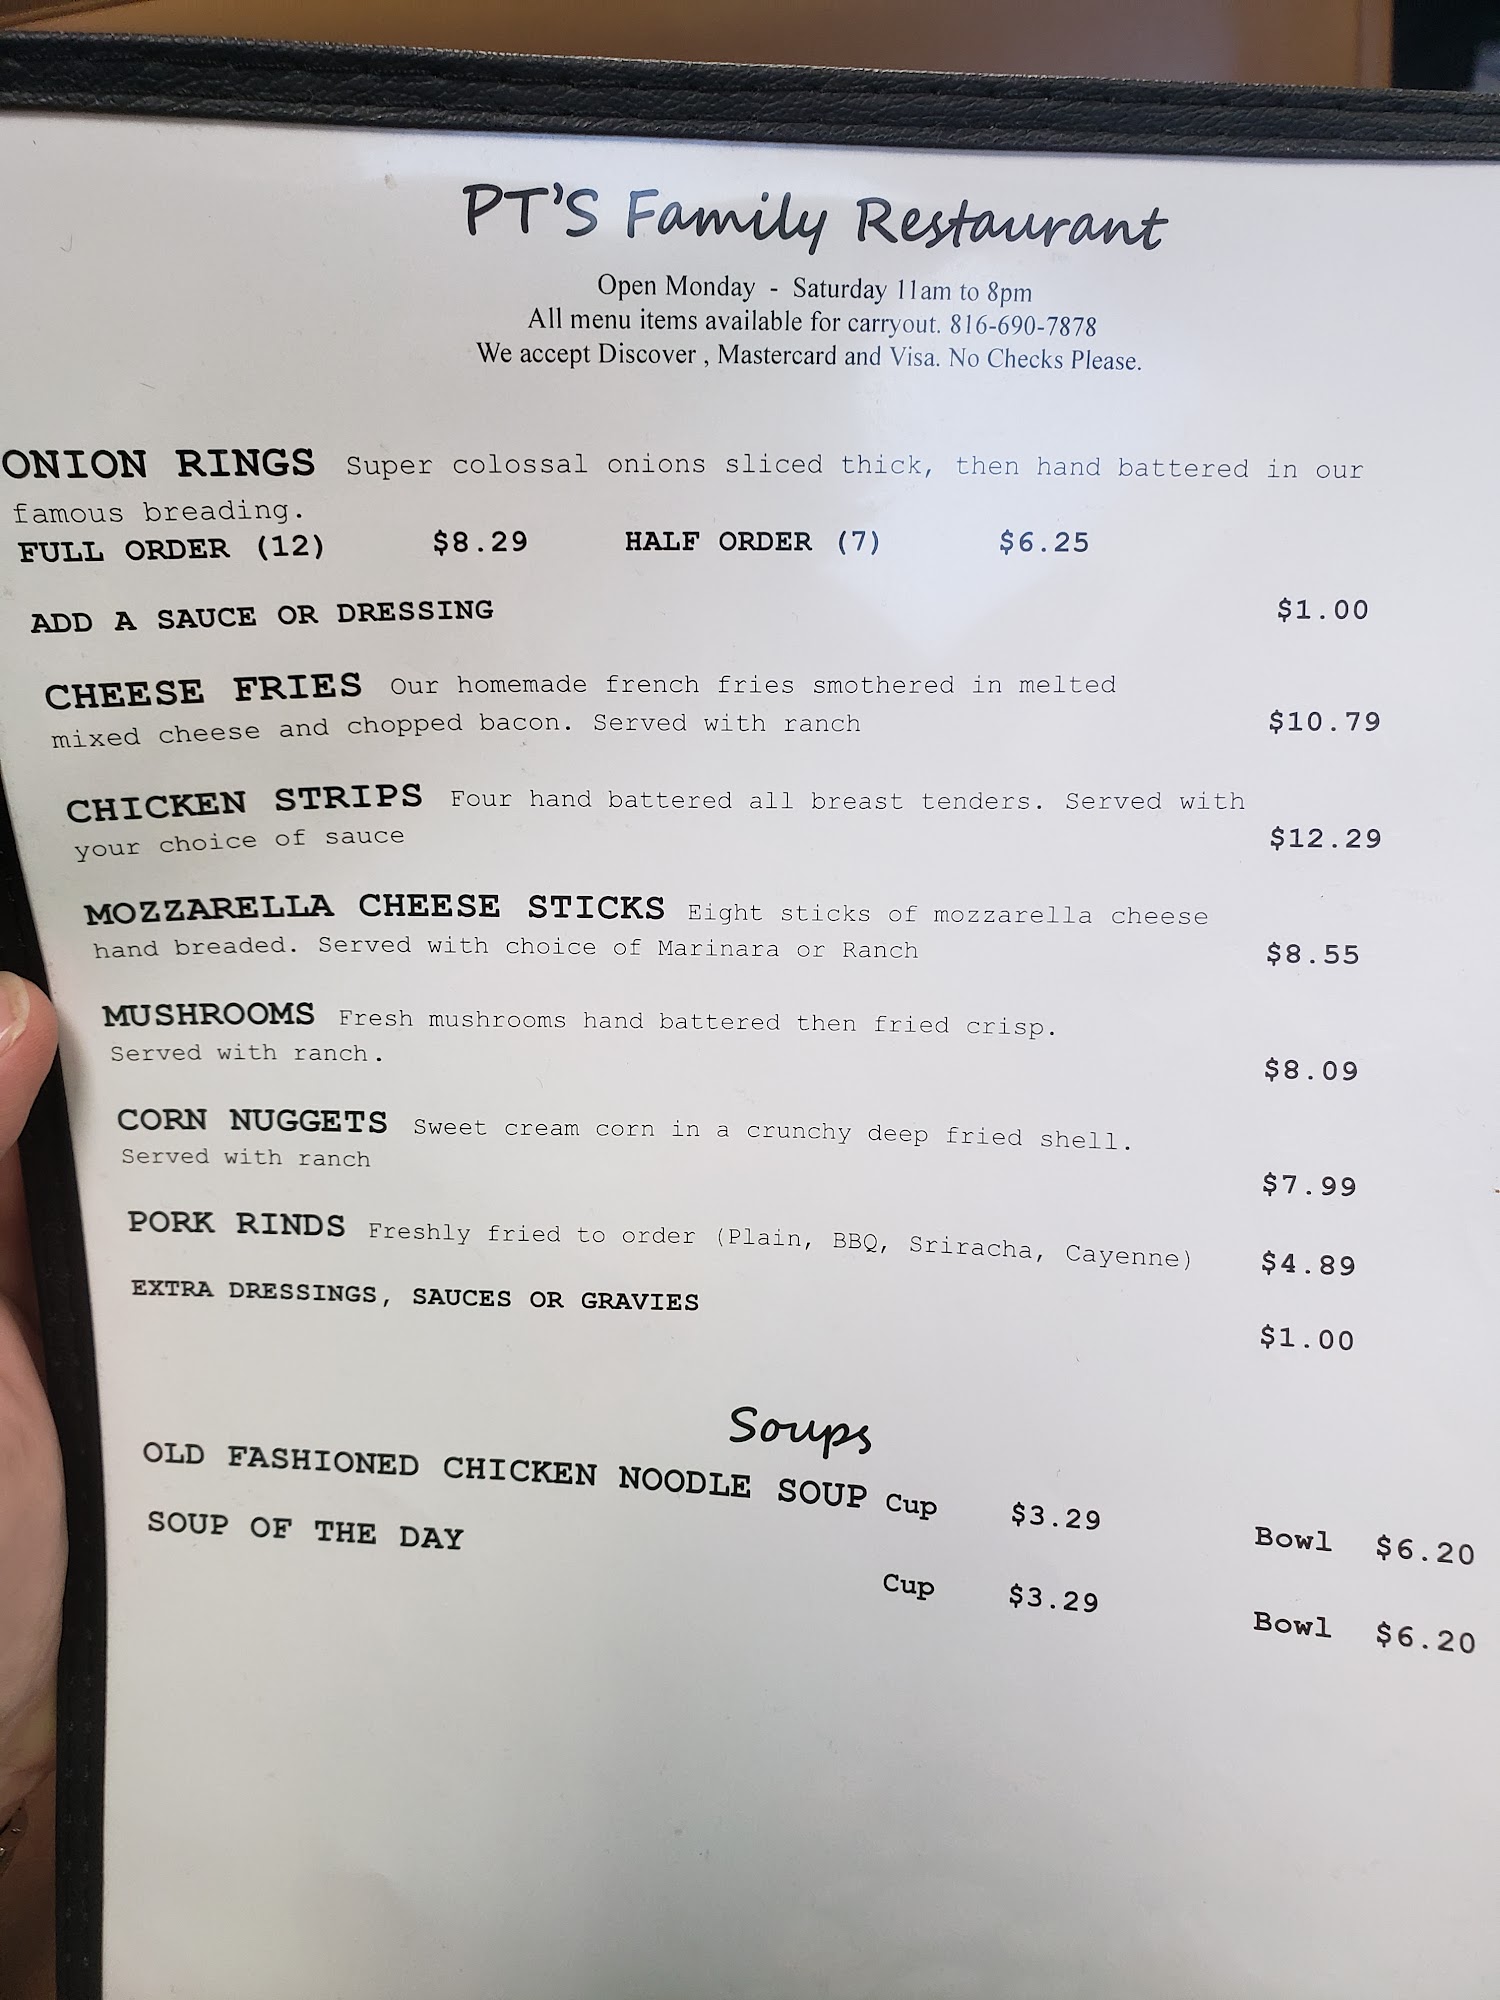 PT'S Family Restaurant
Open Monday - Saturday 11am to 8pm
All menu items available for carryout. 816-690-7878
We accept Discover , Mastercard and Visa. No Checks Please.
ONION RINGS Super colossal onions sliced thick, then hand battered in our
famous breading.
FULL ORDER (12) $8.29 HALF ORDER (7) $6.25
ADD A SAUCE OR DRESSING $1.00
CHEESE FRIES Our homemade french fries smothered in melted
mixed cheese and chopped bacon. Served with ranch $10.79
CHICKEN STRIPS Four hand battered all breast tenders. Served with
your choice of sauce $12.29
MOZZARELLA CHEESE STICKS Eight sticks of mozzarella cheese
hand breaded. Served with choice of Marinara or Ranch $8.55
MUSHROOMS Fresh mushrooms hand battered then fried crisp.
Served with ranch. $8.09
CORN NUGGETS Sweet cream corn in a crunchy deep fried shell.
Served with ranch $7.99
PORK RINDS Freshly fried to order (Plain, BBQ, Sriracha, Cayenne) $4.89
EXTRA DRESSINGS, SAUCES OR GRAVIES $1.00
Soups
OLD FASHIONED CHICKEN NOODLE SOUP Cup $3.29 Bowl $6.20
SOUP OF THE DAY Cup $3.29 Bowl $6.20